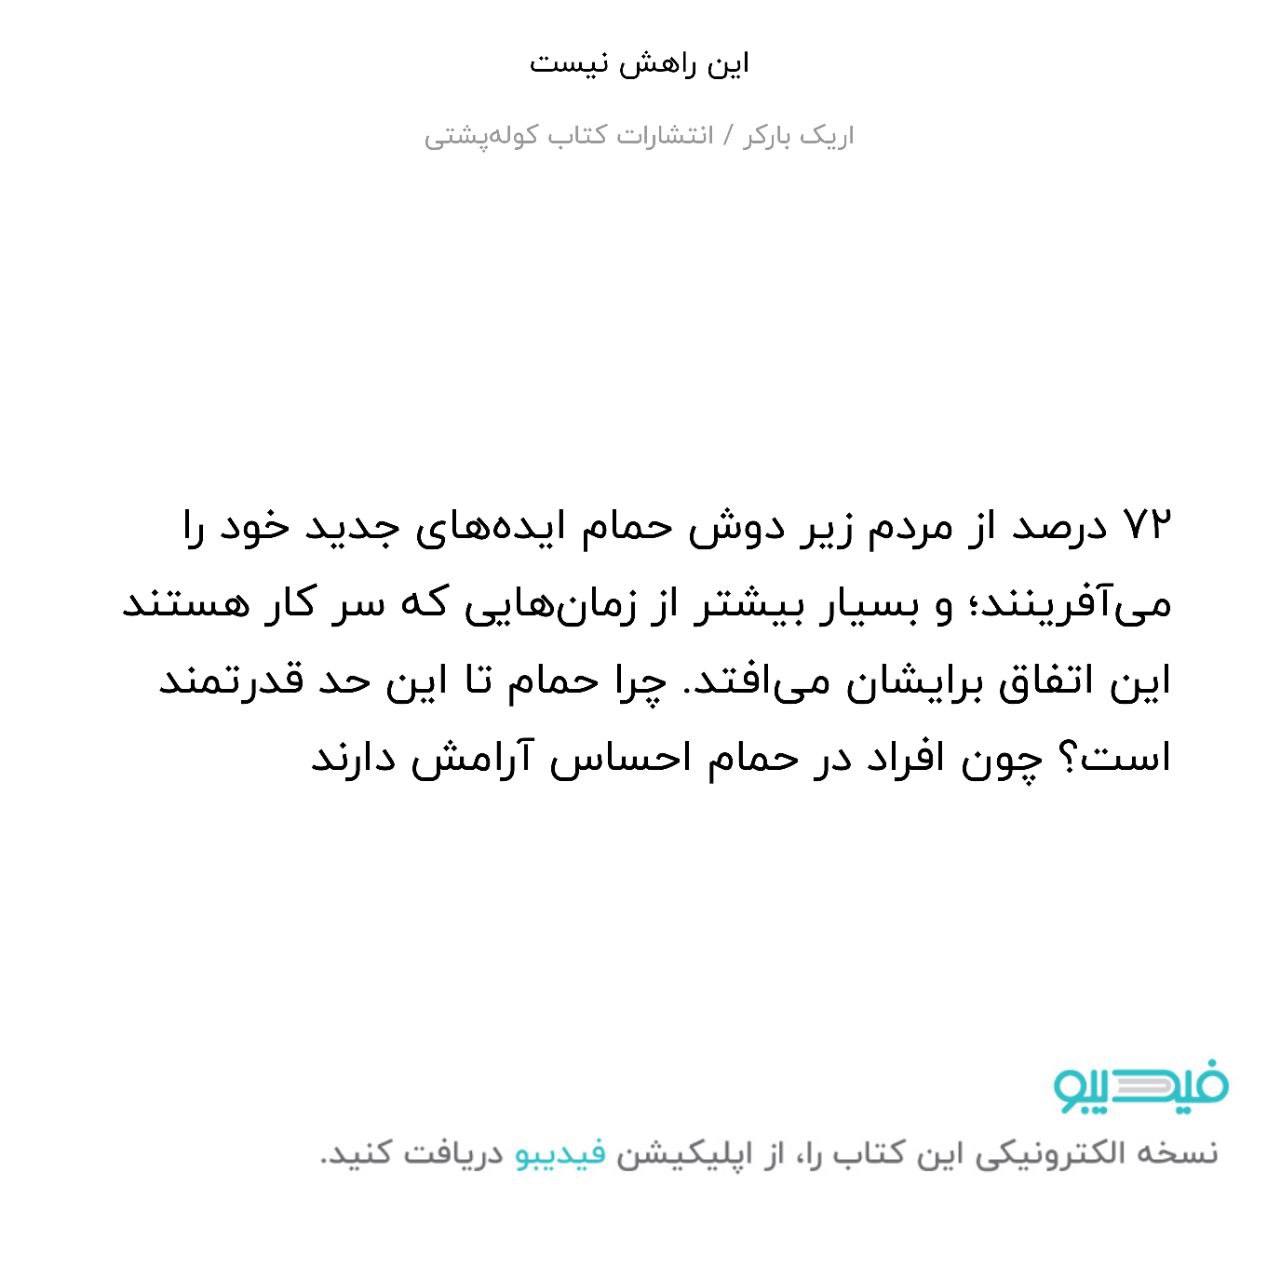 این راهش نیست
اریک بارکر / انتشارات کتاب کوله‌پشتی
۷۲ درصد از مردم زیر دوش حمام ایده‌های جدید خود را
می‌آفرینند؛ و بسیار بیشتر از زمان‌هایی که سر کار هستند
این اتفاق برایشان می‌افتد. چرا حمام تا این حد قدرتمند
است؟ چون افراد در حمام احساس آرامش دارند
فیدیبو
نسخه الکترونیکی این کتاب را، از اپلیکیشن فیدیبو دریافت کنید.